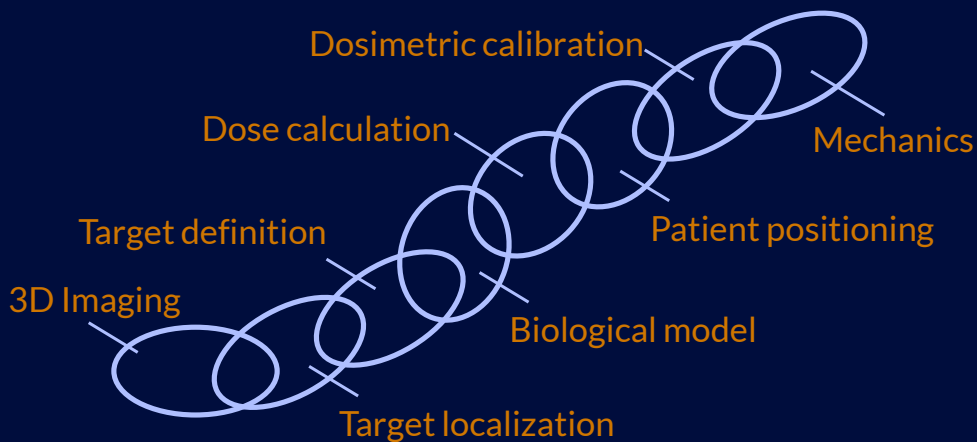 Dosimetric calibration
Dose calculation
Mechanics
Target definition
Patient positioning
3D Imaging
Biological model
Target localization